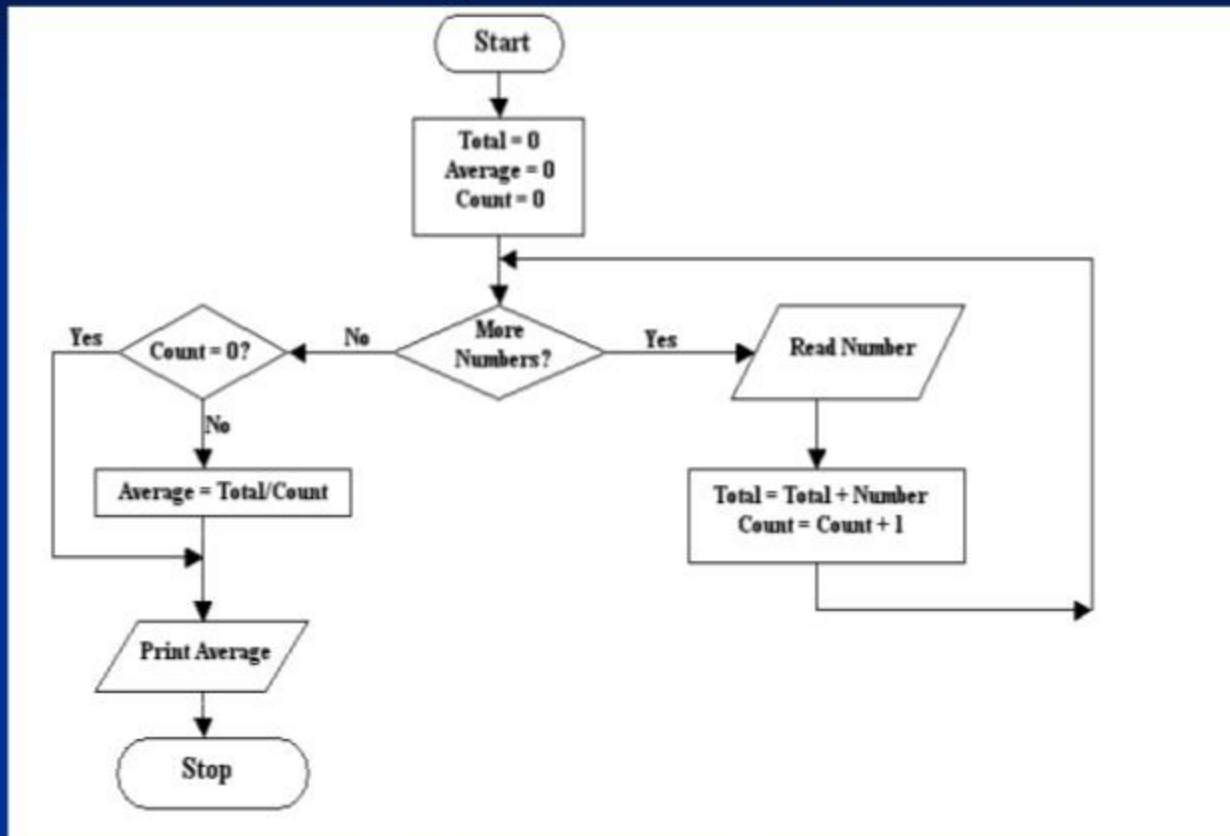 Start
Total = 0
Average = 0
Count = 0
More
Numbers?
No
Yes
Count = 0?
Yes
No
Average = Total/Count
Print Average
Stop
Read Number
Total = Total + Number
Count = Count + 1